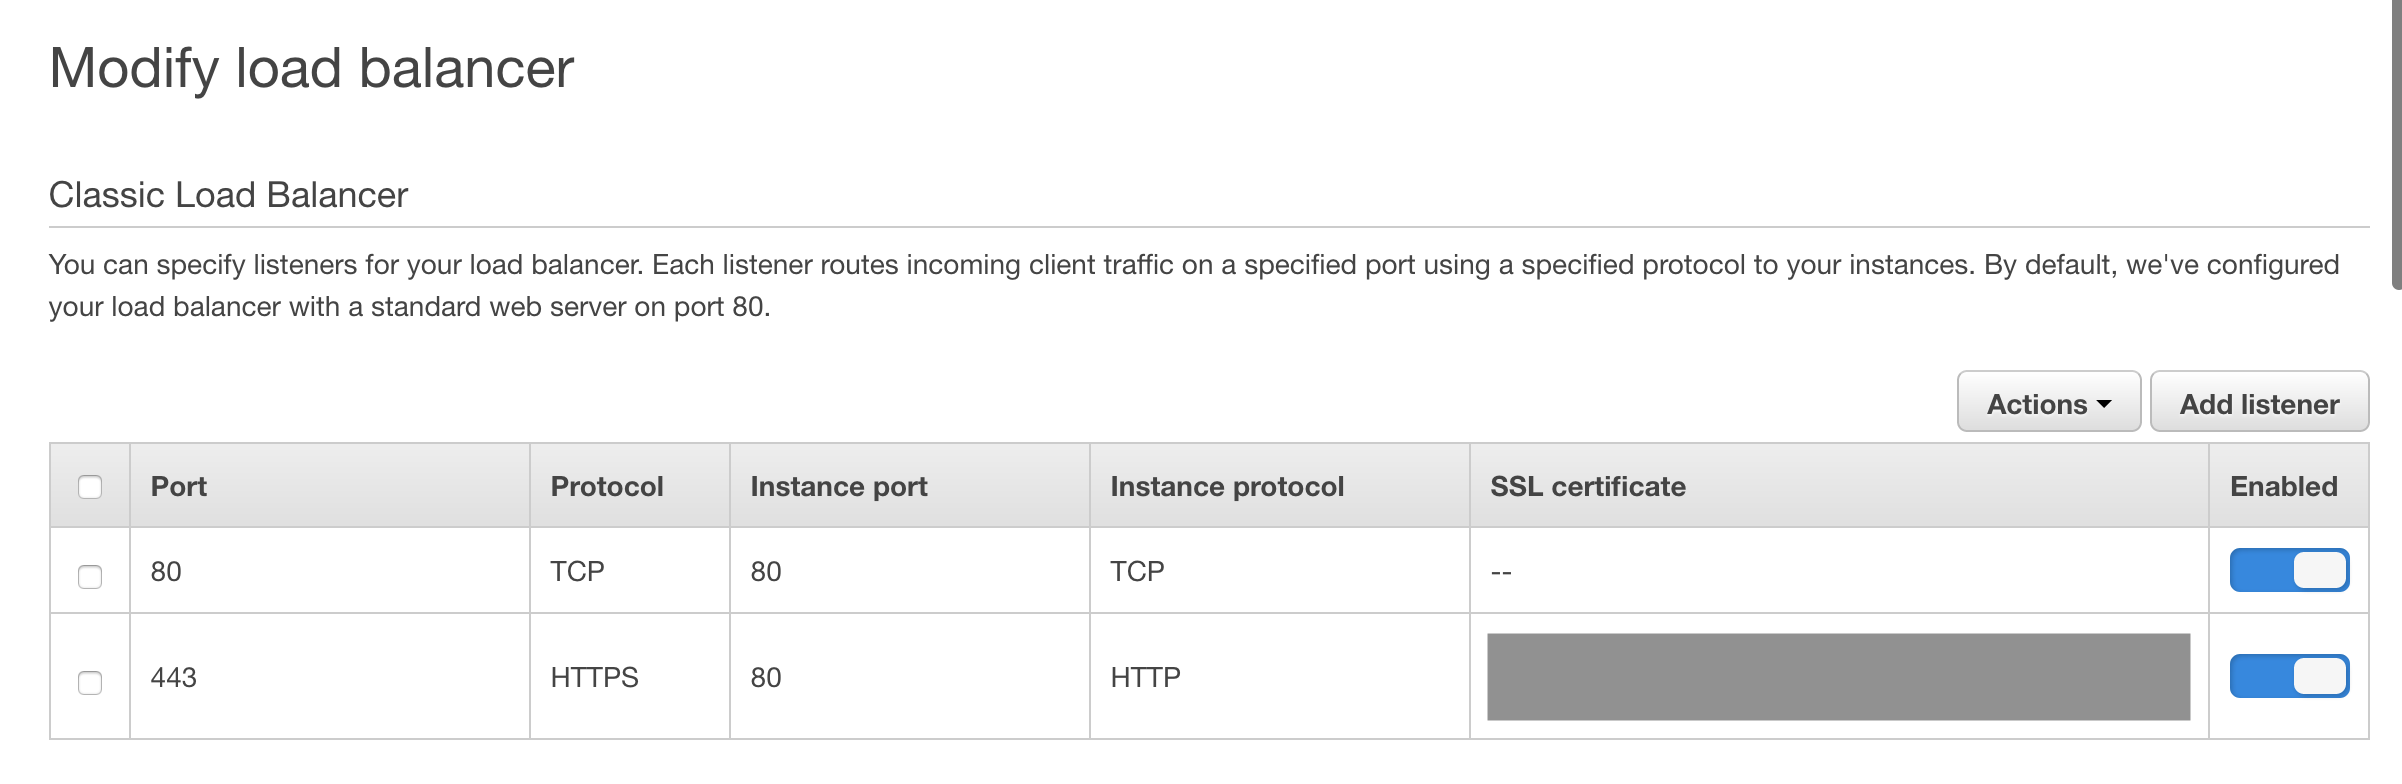 Modify load balancer
Classic Load Balancer
You can specify listeners for your load balancer. Each listener routes incoming client traffic on a specified port using a specified protocol to your instances. By default, we've configured
your load balancer with a standard web server on port 80.
Actions Add listener
Port Protocol Instance port Instance protocol SSL certificate Enabled
80 TCP 80 TCP --
443 HTTPS 80 HTTP